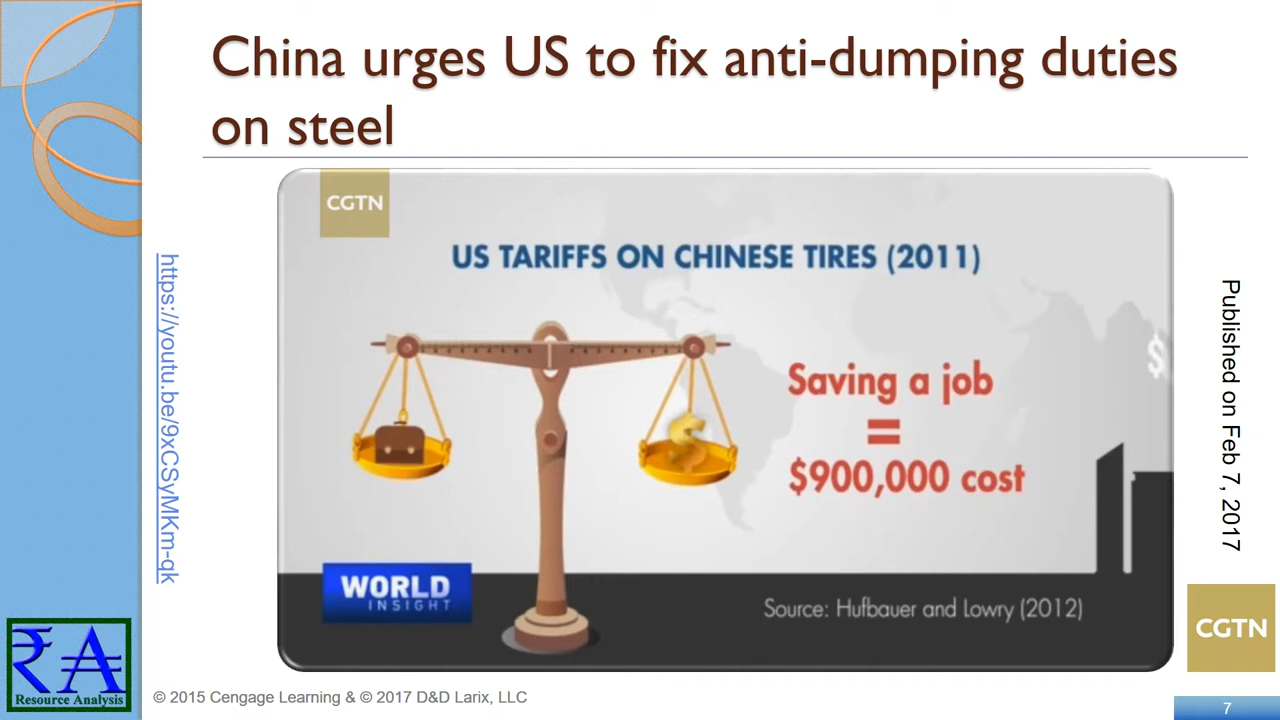 China urges US to fix anti-dumping duties
on steel
CGTN
US TARIFFS ON CHINESE TIRES (2011)
Saving a job
=
$900,000 cost
$
WORLD
INSIGHT
Source: Hufbauer and Lowry (2012)
https://youtu.be/9xCSyMKm-qk
Published on Feb 7, 2017
CGTN
₹ A
Resource Analysis
© 2015 Cengage Learning & © 2017 D&D Larix, LLC
7